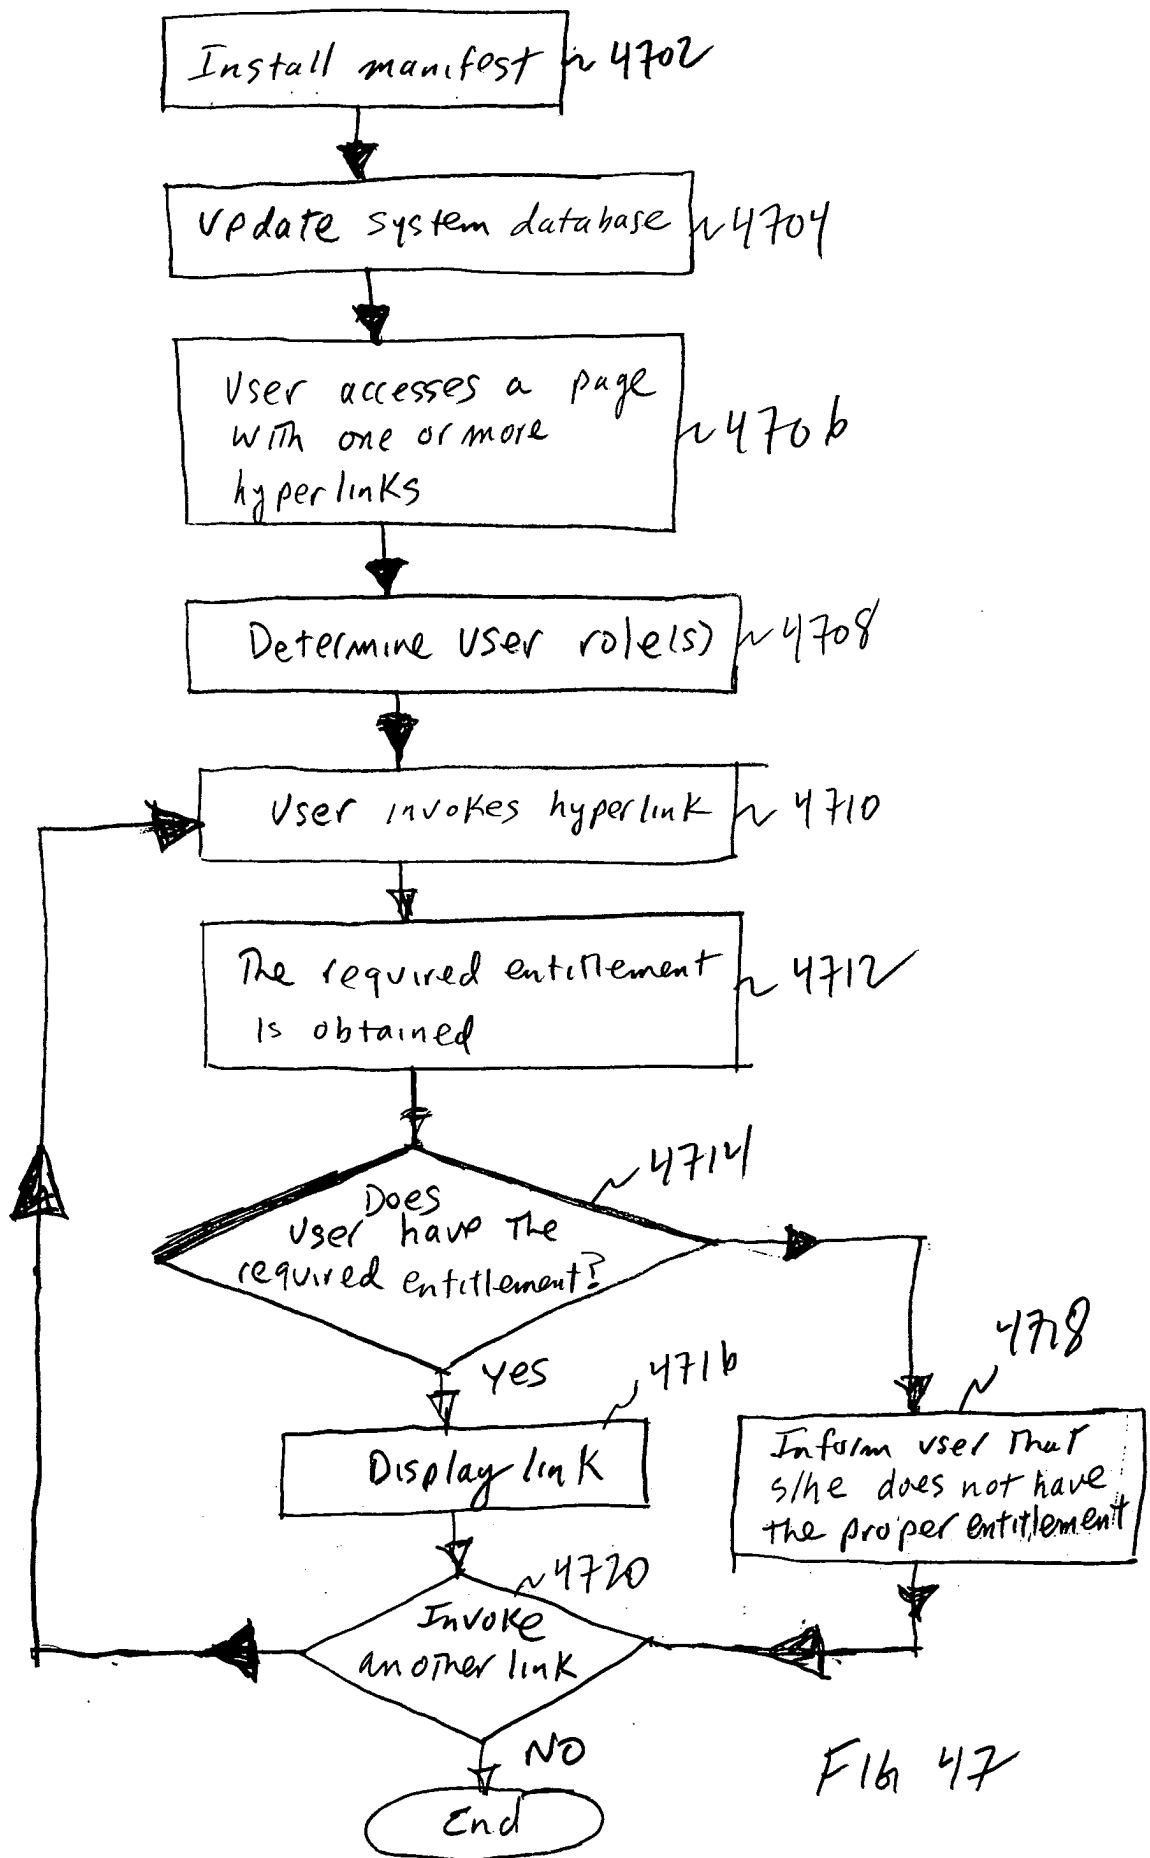 Install manifest 4702
Update system database 4704
User accesses a page
with one or more
hyperlinks
4706
Determine user role(s) 4708
User invokes hyperlink 4710
The required entitlement
is obtained
4712
4714
Does
user have the
required entitlement?
Yes
4716
4718
Display link
Inform user that
s/he does not have
the proper entitlement
4720
Invoke
another link
NO
End
FIG 47